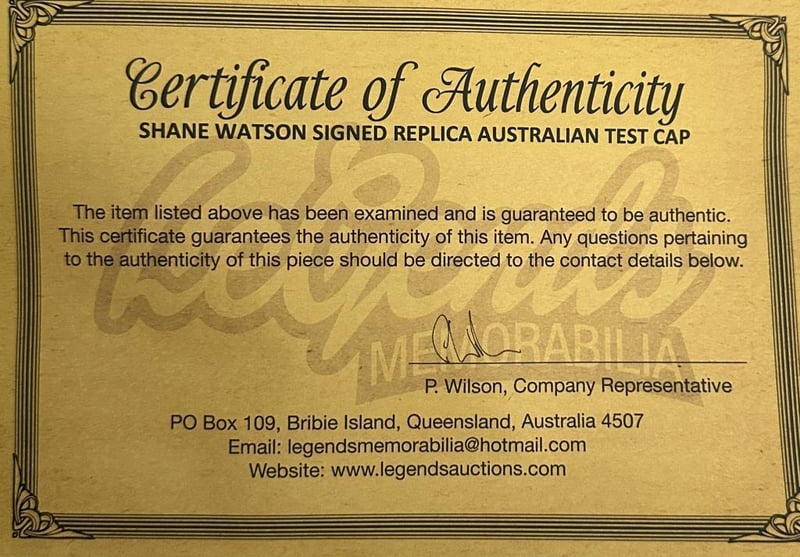 Certificate of Authenticity
SHANE WATSON SIGNED REPLICA AUSTRALIAN TEST CAP
The item listed above has been examined and is guaranteed to be authentic.
This certificate guarantees the authenticity of this item. Any questions pertaining
to the authenticity of this piece should be directed to the contact details below.
Legends
MEMORABILIA
P. Wilson, Company Representative
PO Box 109, Bribie Island, Queensland, Australia 4507
Email: legendsmemorabilia@hotmail.com
Website: www.legendsauctions.com